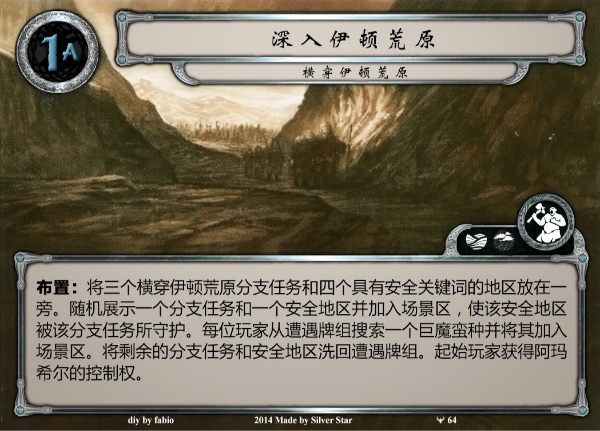 1A
深入伊顿荒原
横穿伊顿荒原
布置：将三个横穿伊顿荒原分支任务和四个具有安全关键词的地区放在一
旁。随机展示一个分支任务和一个安全地区并加入场景区，使该安全地区
被该分支任务所守护。每位玩家从遭遇牌组搜索一个巨魔蛮种并将其加入
场景区。将剩余的分支任务和安全地区洗回遭遇牌组。起始玩家获得阿玛
希尔的控制权。
diy by fabio 2014 Made by Silver Star 64